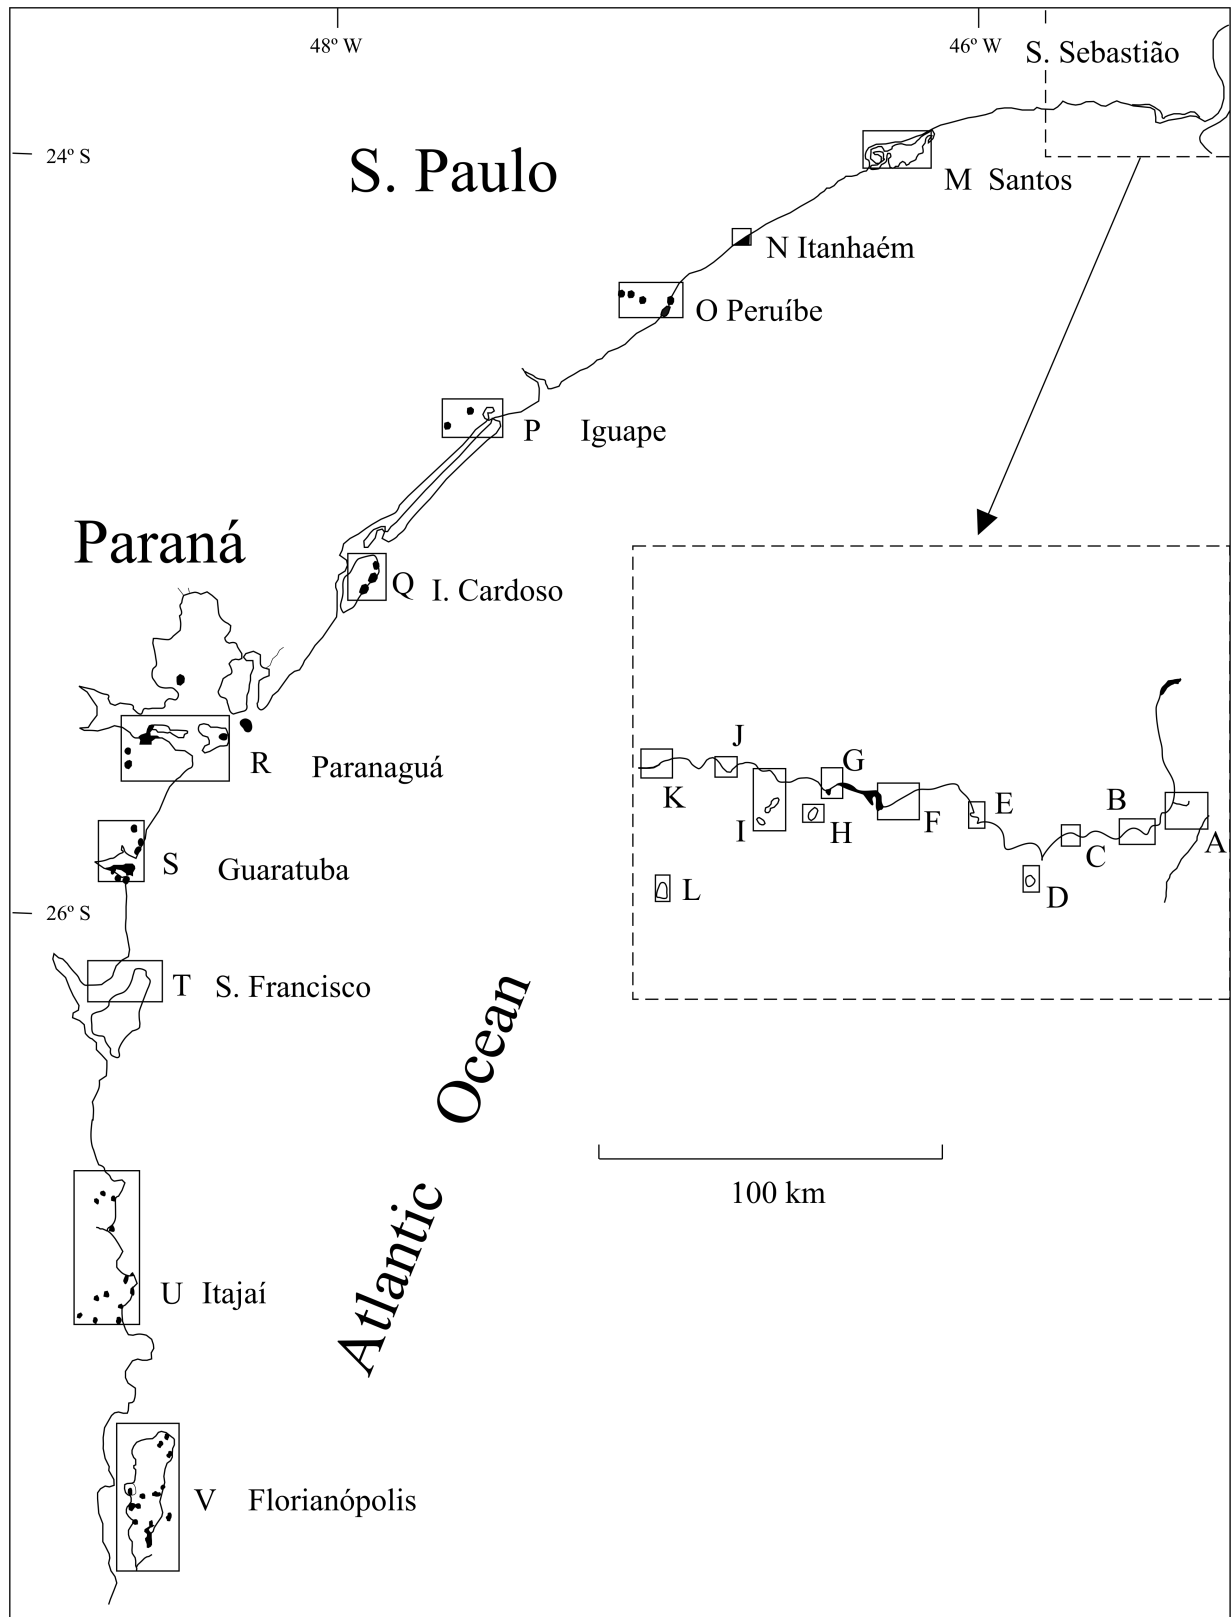 48º W
46º W
S. Sebastião
24º S
S. Paulo
M Santos
N Itanhaém
O Peruíbe
P Iguape
Paraná
Q I. Cardoso
R Paranaguá
J
K
I
G
H
F
E
B
C
A
D
L
S Guaratuba
26º S
T S. Francisco
Atlantic Ocean
100 km
U Itajaí
V Florianópolis